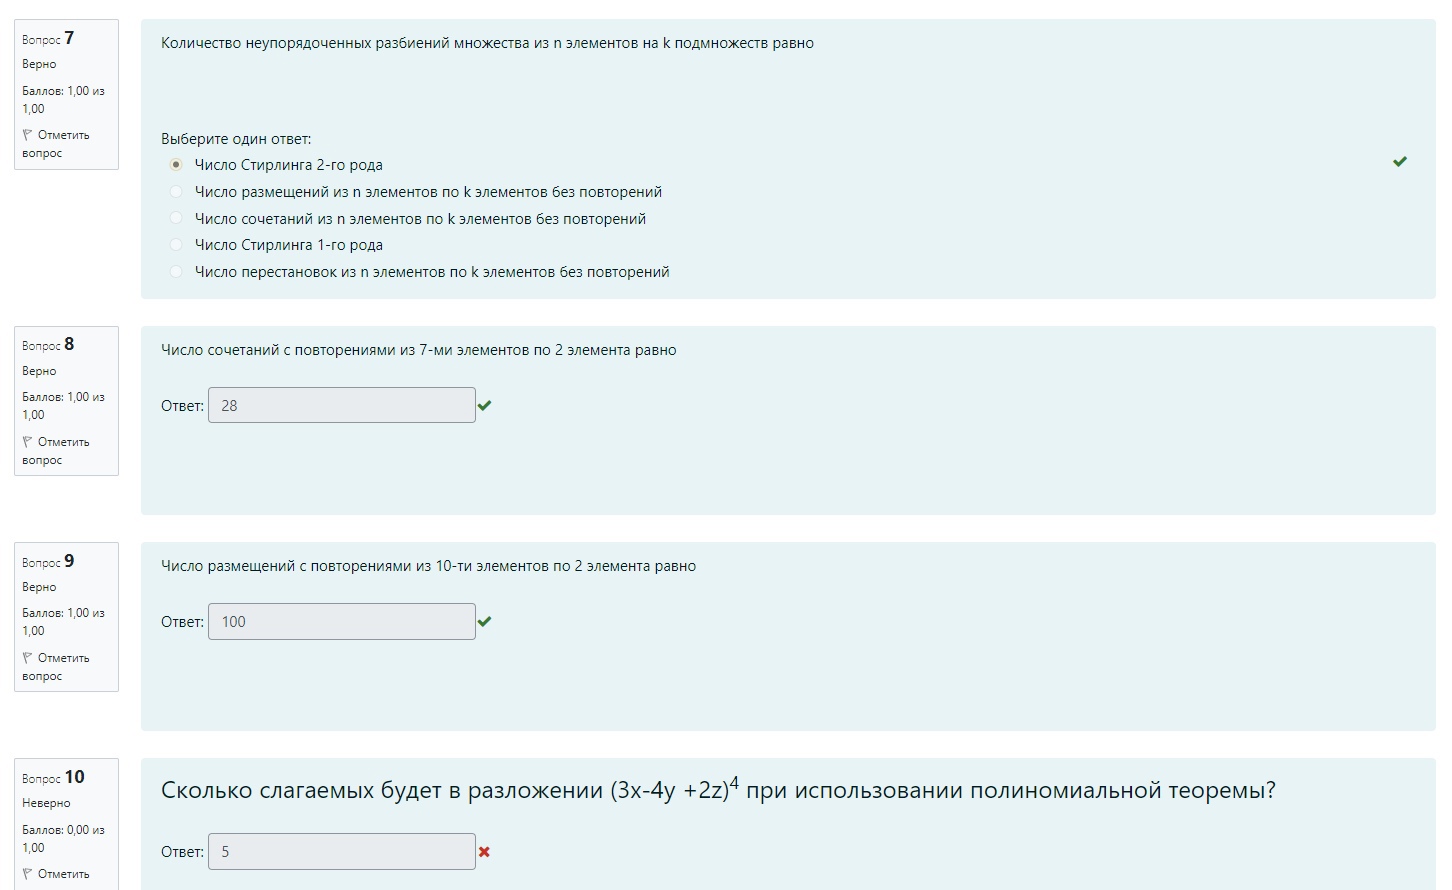 Вопрос 7
Верно
Баллов: 1,00 из
1,00
Отметить
вопрос
Количество неупорядоченных разбиений множества из n элементов на k подмножеств равно
Выберите один ответ:
Число Стирлинга 2-го рода
Число размещений из n элементов по k элементов без повторений
Число сочетаний из n элементов по k элементов без повторений
Число Стирлинга 1-го рода
Число перестановок из n элементов по k элементов без повторений
Вопрос 8
Верно
Баллов: 1,00 из
1,00
Отметить
вопрос
Число сочетаний с повторениями из 7-ми элементов по 2 элемента равно
Ответ: 28
Вопрос 9
Верно
Баллов: 1,00 из
1,00
Отметить
вопрос
Число размещений с повторениями из 10-ти элементов по 2 элемента равно
Ответ: 100
Вопрос 10
Неверно
Баллов: 0,00 из
1,00
Отметить
Сколько слагаемых будет в разложении (3x-4y +2z)⁴ при использовании полиномиальной теоремы?
Ответ: 5